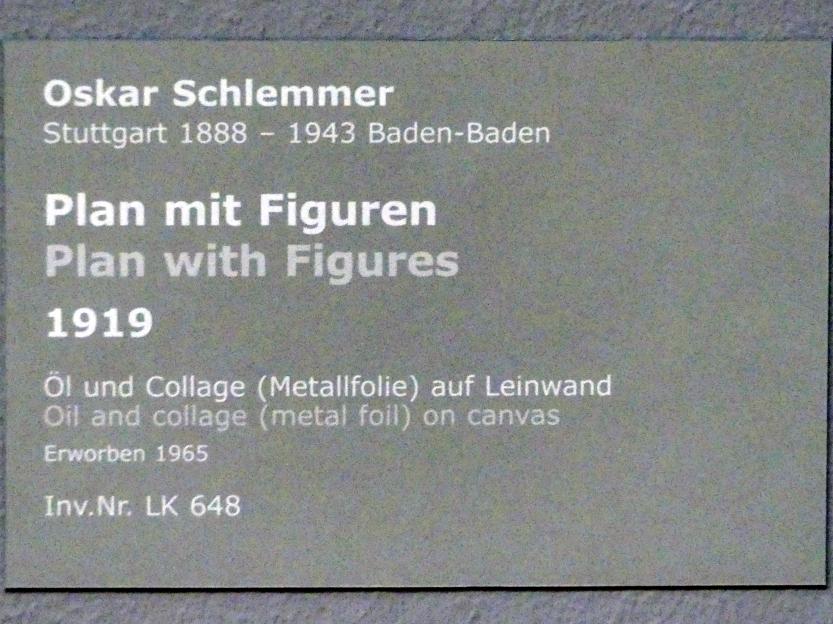 Oskar Schlemmer
Stuttgart 1888 – 1943 Baden-Baden
Plan mit Figuren
Plan with Figures
1919
Öl und Collage (Metallfolie) auf Leinwand
Oil and collage (metal foil) on canvas
Erworben 1965
Inv.Nr. LK 648